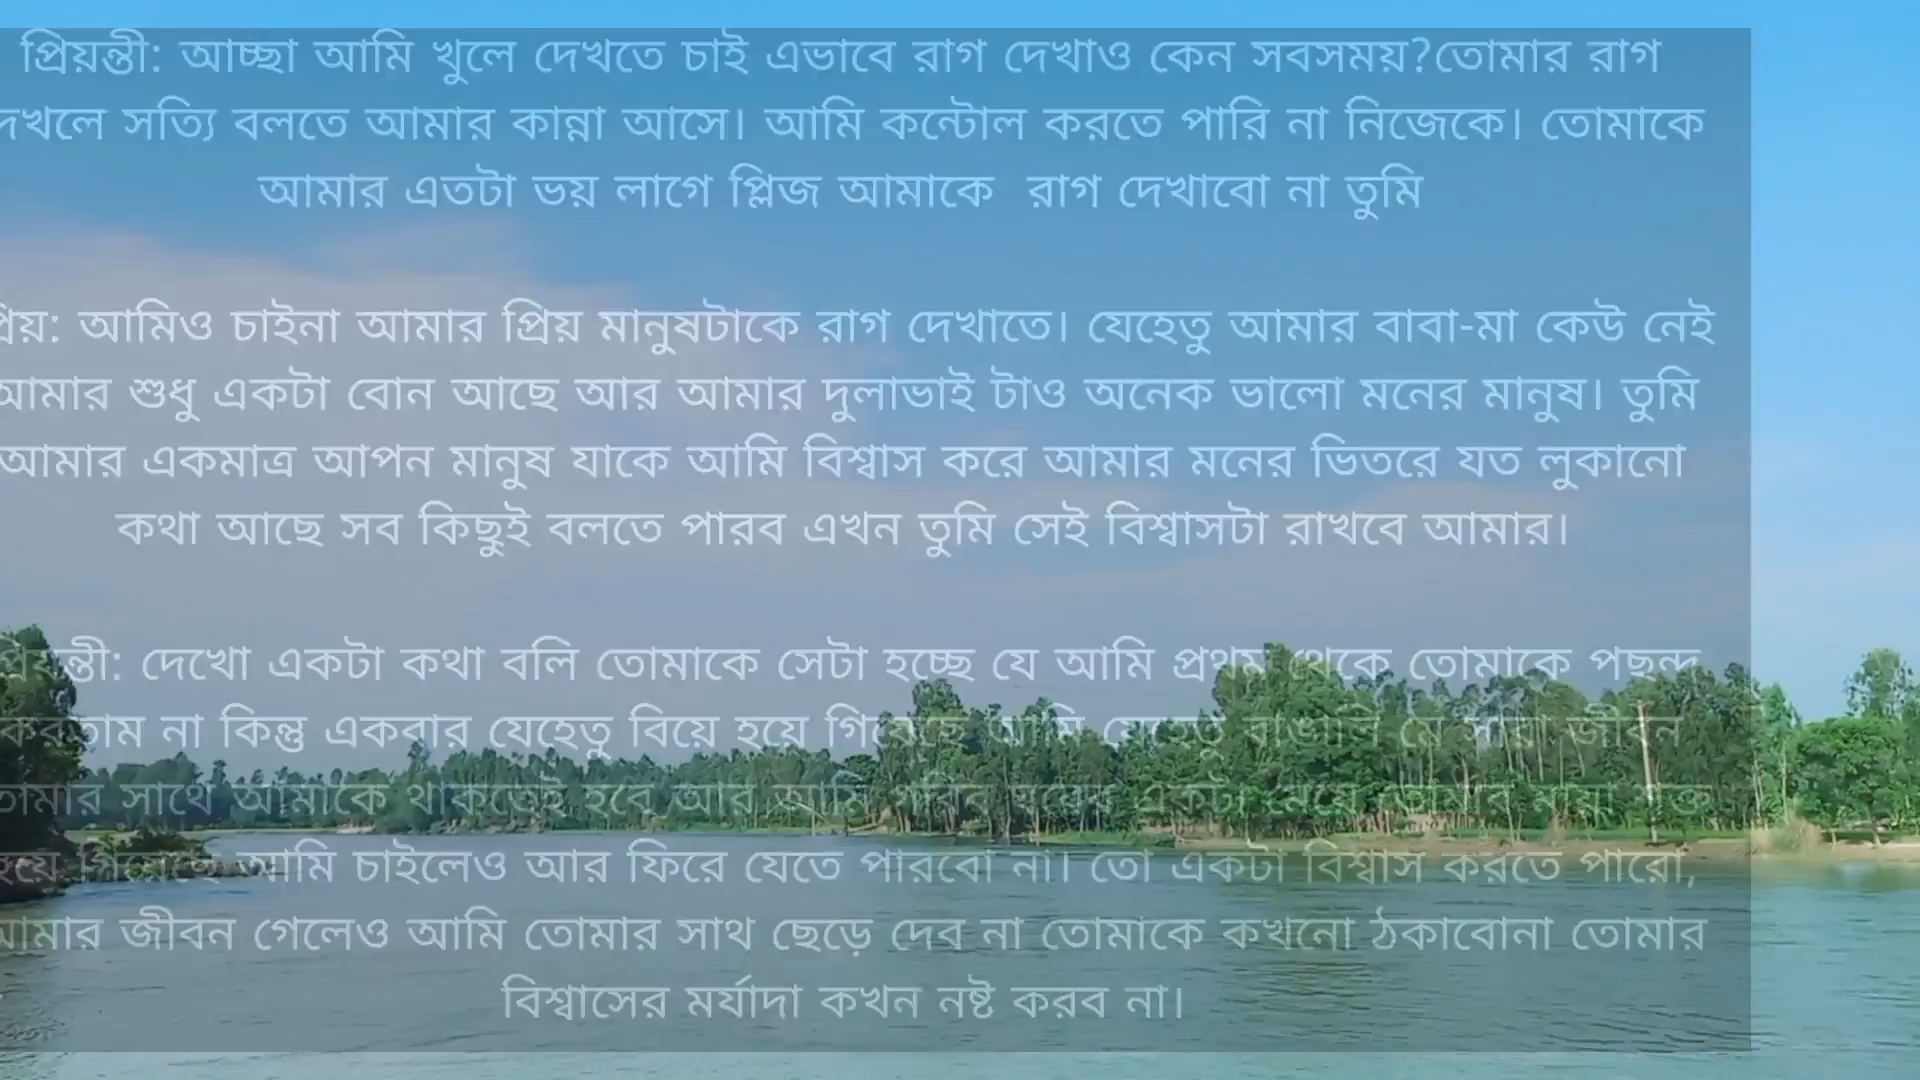 প্রিয়ন্তী: আচ্ছা আমি খুলে দেখতে চাই এভাবে রাগ দেখাও কেন সবসময়?তোমার রাগ
দেখলে সত্যি বলতে আমার কান্না আসে। আমি কন্টোল করতে পারি না নিজেকে। তোমাকে
আমার এতটা ভয় লাগে প্লিজ আমাকে রাগ দেখাবো না তুমি
প্রিয়: আমিও চাইনা আমার প্রিয় মানুষটাকে রাগ দেখাতে। যেহেতু আমার বাবা-মা কেউ নেই
আমার শুধু একটা বোন আছে আর আমার দুলাভাই টাও অনেক ভালো মনের মানুষ। তুমি
আমার একমাত্র আপন মানুষ যাকে আমি বিশ্বাস করে আমার মনের ভিতরে যত লুকানো
কথা আছে সব কিছুই বলতে পারব এখন তুমি সেই বিশ্বাসটা রাখবে আমার।
প্রিয়ন্তী: দেখো একটা কথা বলি তোমাকে সেটা হচ্ছে যে আমি প্রথম থেকে তোমাকে পছন্দ
করতাম না কিন্তু একবার যেহেতু বিয়ে হয়ে গিয়েছে আমি যেহেতু বাঙালি মে সারা জীবন
তোমার সাথে আমাকে থাকতেই হবে আর আমি গরিব ঘরের একটা মেয়ে তোমার
হয়ে গিয়েছে আমি চাইলেও আর ফিরে যেতে পারবো না। তো একটা বিশ্বাস করতে পারো,
আমার জীবন গেলেও আমি তোমার সাথ ছেড়ে দেব না তোমাকে কখনো ঠকাবোনা তোমার
বিশ্বাসের মর্যাদা কখন নষ্ট করব না।